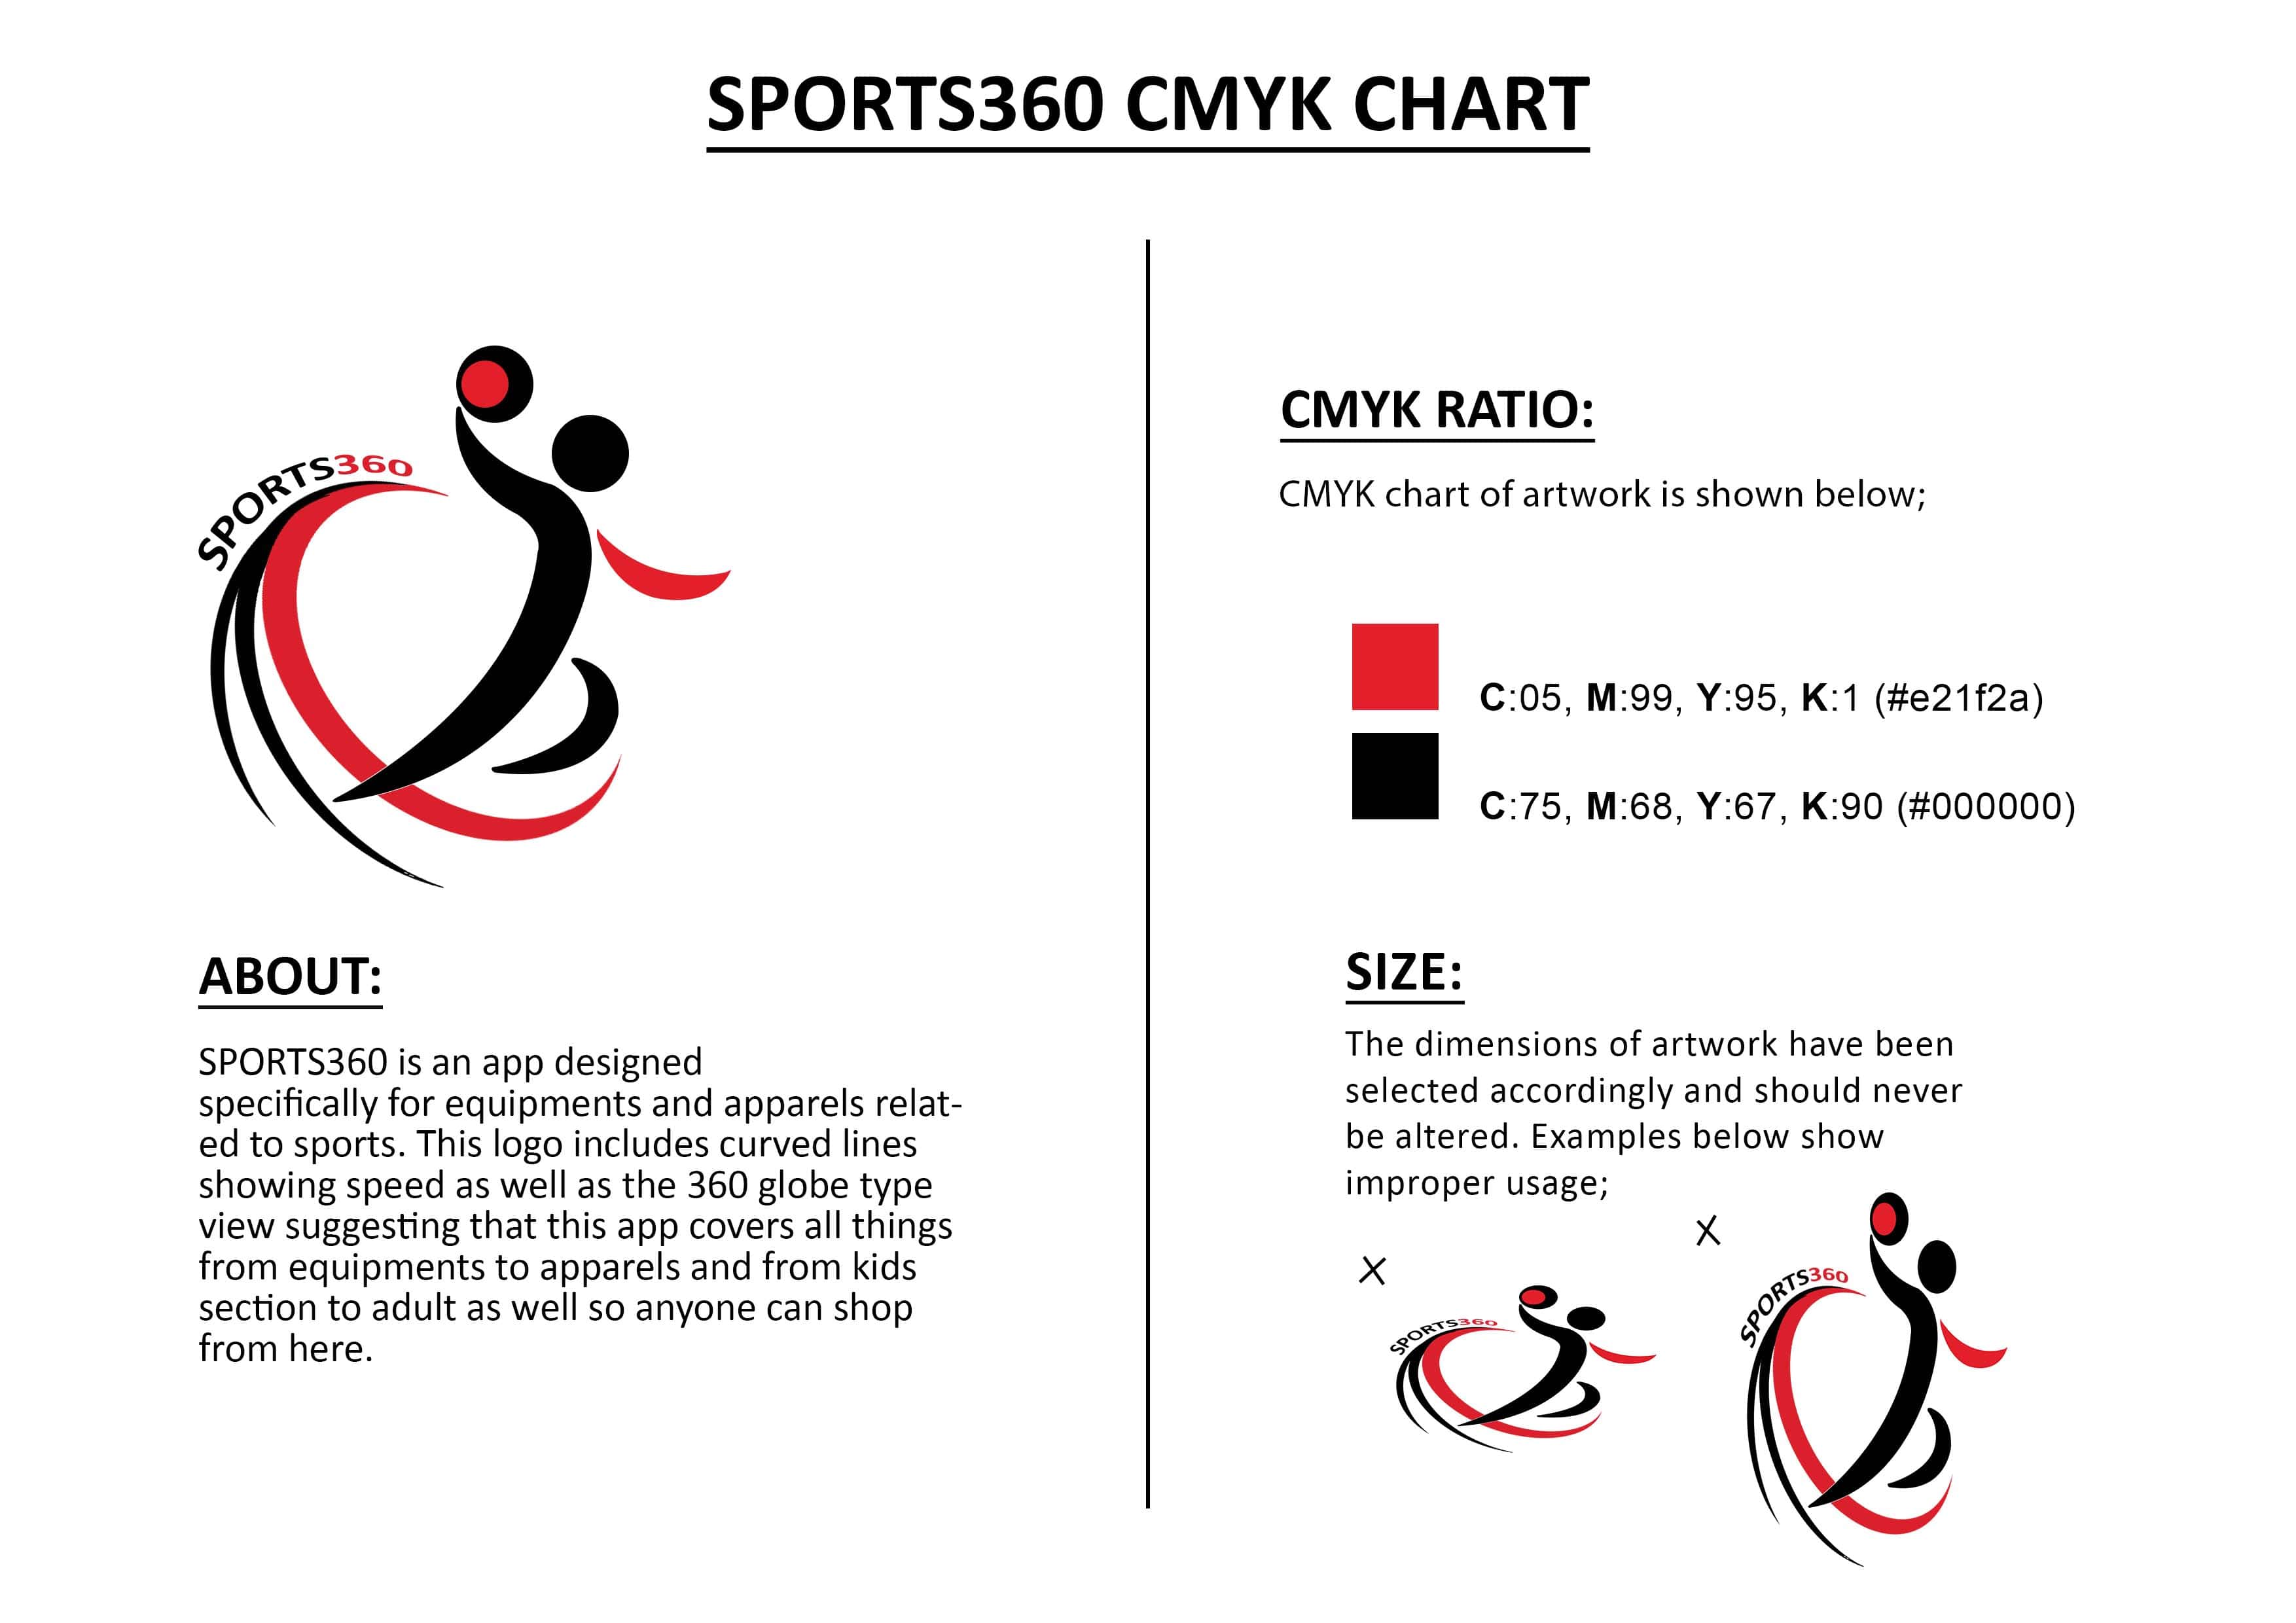 SPORTS360 CMYK CHART
SPORTS360
ABOUT:
SPORTS360 is an app designed
specifically for equipments and apparels relat-
ed to sports. This logo includes curved lines
showing speed as well as the 360 globe type
view suggesting that this app covers all things
from equipments to apparels and from kids
section to adult as well so anyone can shop
from here.
CMYK RATIO:
CMYK chart of artwork is shown below;
C:05, M:99, Y:95, K:1 (#e21f2a)
C:75, M:68, Y:67, K:90 (#000000)
SIZE:
The dimensions of artwork have been
selected accordingly and should never
be altered. Examples below show
improper usage;
X
X
SPORTS360
SPORTS360